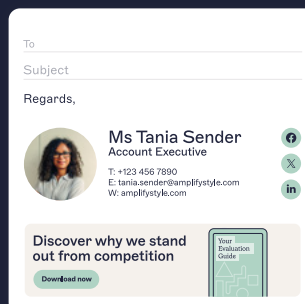 To
Subject
Regards,
Ms Tania Sender
Account Executive
T: +123 456 7890
E: tania.sender@amplifystyle.com
W: amplifystyle.com
Discover why we stand
out from competition
Download now
Your
Evaluation
Guide